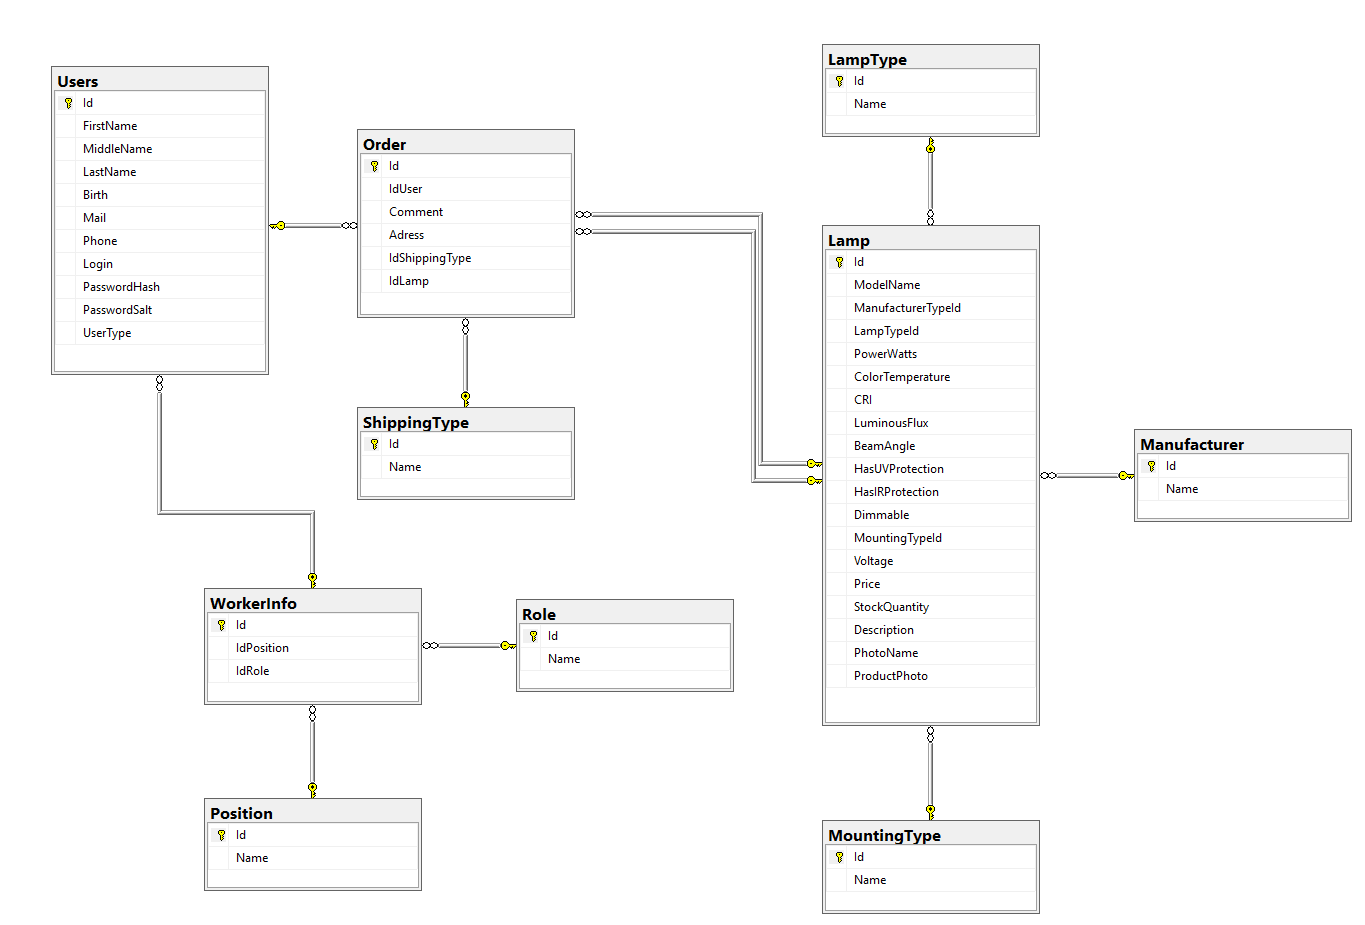 Users
Id
FirstName
MiddleName
LastName
Birth
Mail
Phone
Login
PasswordHash
PasswordSalt
UserType
Order
Id
IdUser
Comment
Adress
IdShippingType
IdLamp
ShippingType
Id
Name
WorkerInfo
Id
IdPosition
IdRole
Role
Id
Name
Position
Id
Name
LampType
Id
Name
Lamp
Id
ModelName
ManufacturerTypeId
LampTypeId
PowerWatts
ColorTemperature
CRI
LuminousFlux
BeamAngle
HasUVProtection
HasIRProtection
Dimmable
MountingTypeId
Voltage
Price
StockQuantity
Description
PhotoName
ProductPhoto
Manufacturer
Id
Name
MountingType
Id
Name